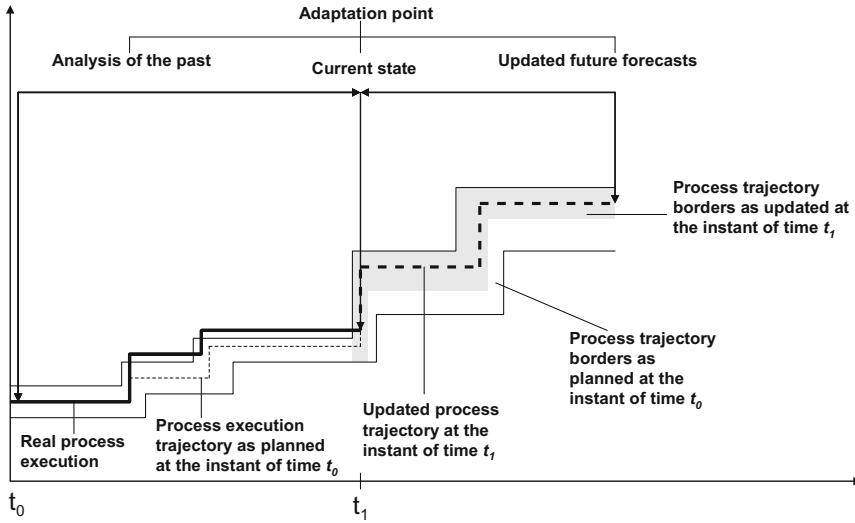 Adaptation point
Analysis of the past
Current state
Updated future forecasts
Process trajectory
borders as updated at
the instant of time t1
Process trajectory
borders as
planned at the
instant of time t0
Real process
execution
Process execution
trajectory as planned
at the instant of time t0
Updated process
trajectory at the
instant of time t1
t0
t1